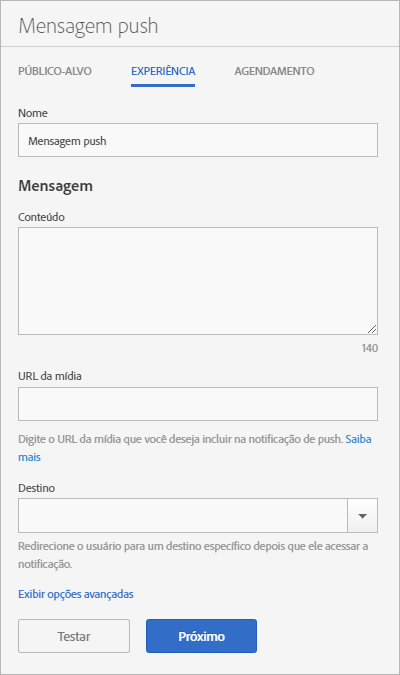 Mensagem push
PÚBLICO-ALVO EXPERIÊNCIA AGENDAMENTO
Nome
Mensagem push
Mensagem
Conteúdo
140
URL da mídia
Digite o URL da mídia que você deseja incluir na notificação de push. Saiba
mais
Destino
Redirecione o usuário para um destino específico depois que ele acessar a
notificação.
Exibir opções avançadas
Testar Próximo